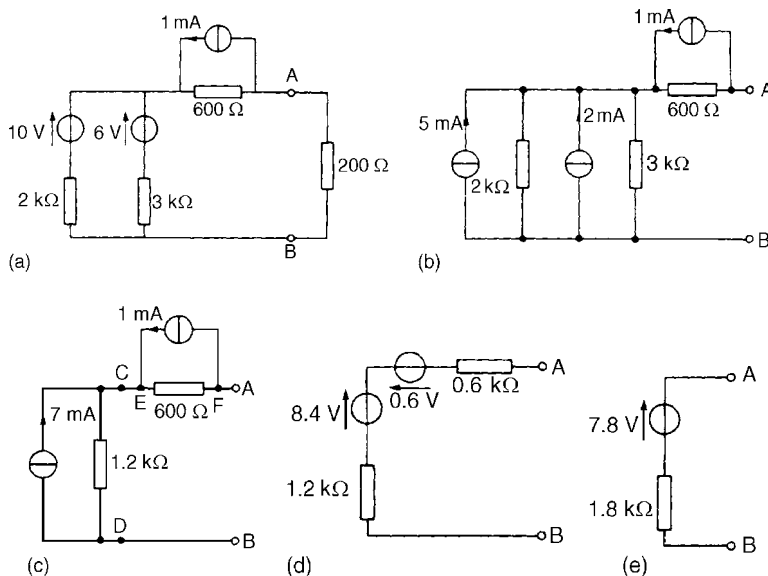 1 mA
A
600 Ω
10 V
6 V
200 Ω
2 kΩ
3 kΩ
B
(a)
1 mA
A
600 Ω
5 mA
2 mA
2 kΩ
3 kΩ
B
(b)
1 mA
C
E
600 Ω
F
A
7 mA
1.2 kΩ
D
B
(c)
A
0.6 V
0.6 kΩ
8.4 V
1.2 kΩ
B
(d)
A
7.8 V
1.8 kΩ
B
(e)